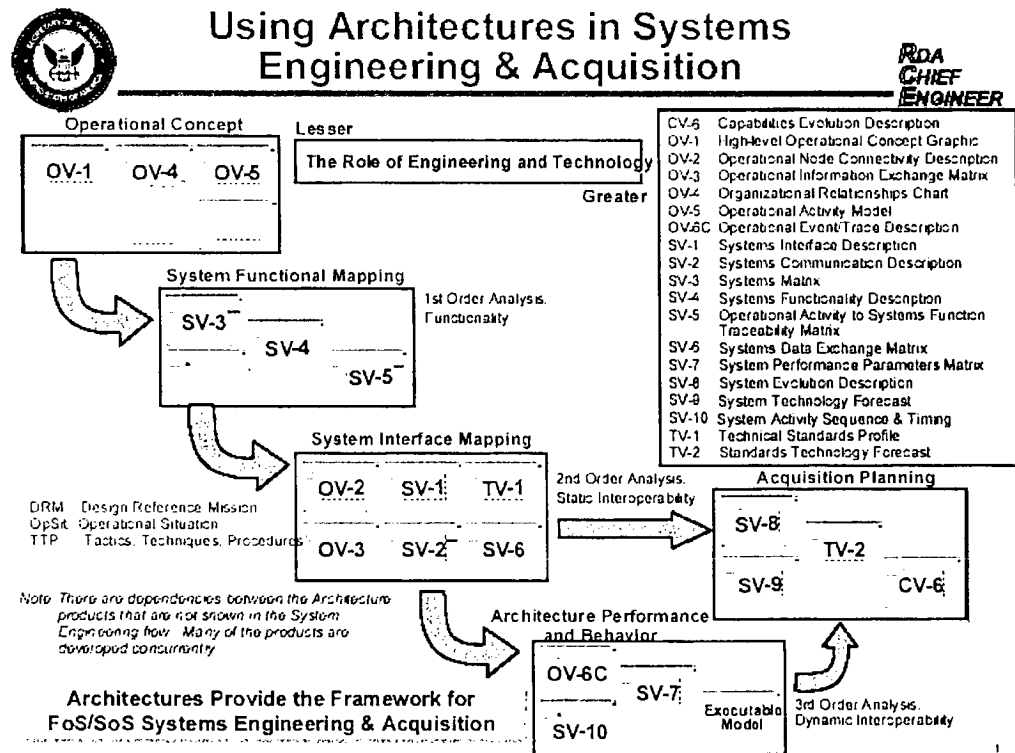 Using Architectures in Systems
Engineering & Acquisition
RDA
CHIEF
ENGINEER
Operational Concept
OV-1
OV-4
OV-5
Lesser
The Role of Engineering and Technology
Greater
CV-6 Capabilities Evolution Description
OV-1 High-level Operational Concept Graphic
OV-2 Operational Node Connectivity Description
OV-3 Operational Information Exchange Matrix
OV-4 Organizational Relationships Chart
OV-5 Operational Activity Model
OV-6C Operational Event/Trace Description
SV-1 Systems Interface Description
SV-2 Systems Communication Description
SV-3 Systems Matrix
SV-4 Systems Functionality Description
SV-5 Operational Activity to Systems Function
Traceability Matrix
SV-6 Systems Data Exchange Matrix
SV-7 System Performance Parameters Matrix
SV-8 System Evolution Description
SV-9 System Technology Forecast
SV-10 System Activity Sequence & Timing
TV-1 Technical Standards Profile
TV-2 Standards Technology Forecast
System Functional Mapping
SV-3
SV-4
SV-5
1st Order Analysis.
Functionality
System Interface Mapping
OV-2 SV-1 TV-1
OV-3 SV-2 SV-6
2nd Order Analysis.
Static Interoperability
Acquisition Planning
SV-8
TV-2
SV-9
CV-6
DRM Design Reference Mission
OpSit Operational Situation
TTP Tactics, Techniques, Procedures
Note There are dependencies between the Architecture
products that are not shown in the System
Engineering flow Many of the products are
developed concurrently
Architecture Performance
and Behavior
OV-6C
SV-7
SV-10
Executable
Model
3rd Order Analysis.
Dynamic Interoperability
Architectures Provide the Framework for
FoS/SoS Systems Engineering & Acquisition
1